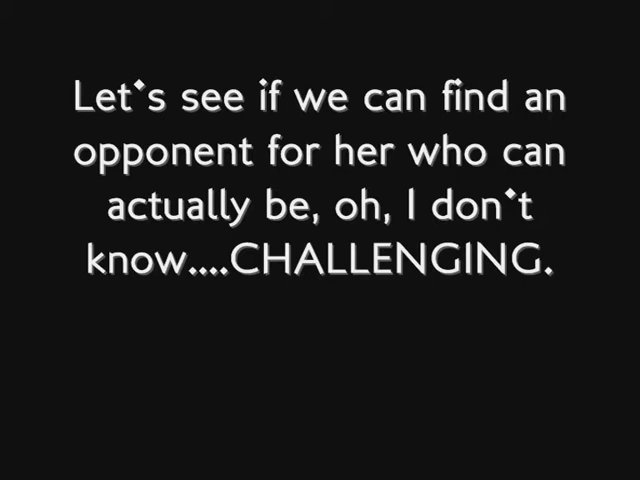 Let's see if we can find an
opponent for her who can
actually be, oh, I don't
know....CHALLENGING.